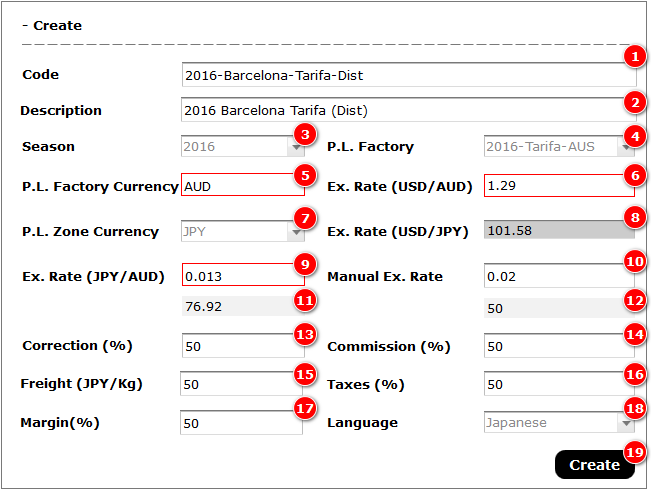 - Create
Code 2016-Barcelona-Tarifa-Dist 1
Description 2016 Barcelona Tarifa (Dist) 2
Season 2016 3 P.L. Factory 2016-Tarifa-AUS 4
P.L. Factory Currency AUD 5 Ex. Rate (USD/AUD) 1.29 6
P.L. Zone Currency JPY 7 Ex. Rate (USD/JPY) 101.58 8
Ex. Rate (JPY/AUD) 0.013 9 Manual Ex. Rate 0.02 10
76.92 11 50 12
Correction (%) 50 13 Commission (%) 50 14
Freight (JPY/Kg) 50 15 Taxes (%) 50 16
Margin(%) 50 17 Language Japanese 18
Create 19